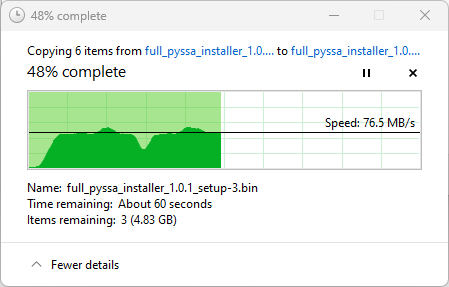 48% complete
Copying 6 items from full_pyssa_installer_1.0.... to full_pyssa_installer_1.0....
48% complete
Speed: 76.5 MB/s
Name: full_pyssa_installer_1.0.1_setup-3.bin
Time remaining: About 60 seconds
Items remaining: 3 (4.83 GB)
Fewer details